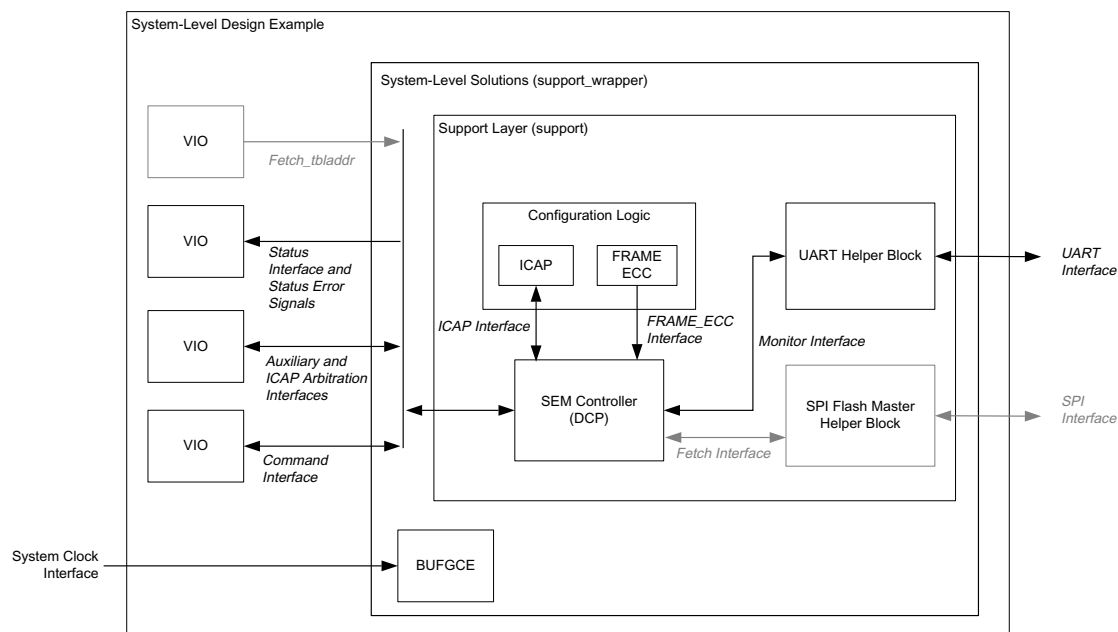 System-Level Design Example
System-Level Solutions (support_wrapper)
Support Layer (support)
VIO
Fetch_tbladdr
VIO
Status
Interface and
Status Error
Signals
VIO
Auxiliary and
ICAP Arbitration
Interfaces
VIO
Command
Interface
Configuration Logic
ICAP
FRAME
ECC
ICAP Interface
FRAME_ECC
Interface
SEM Controller
(DCP)
Monitor Interface
Fetch Interface
UART Helper Block
UART
Interface
SPI Flash Master
Helper Block
SPI
Interface
System Clock
Interface
BUFGCE